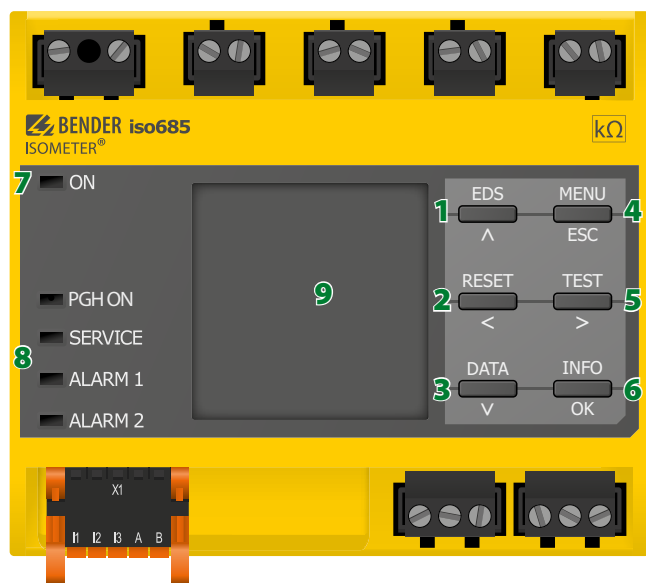 BENDER iso685
ISOMETER®
kΩ
7 ON
EDS
MENU
1
4
∧
ESC
RESET
TEST
9
2
5
<
>
PGH ON
SERVICE
8
ALARM 1
DATA
INFO
3
6
∨
OK
ALARM 2
X1
I1 I2 I3 A B